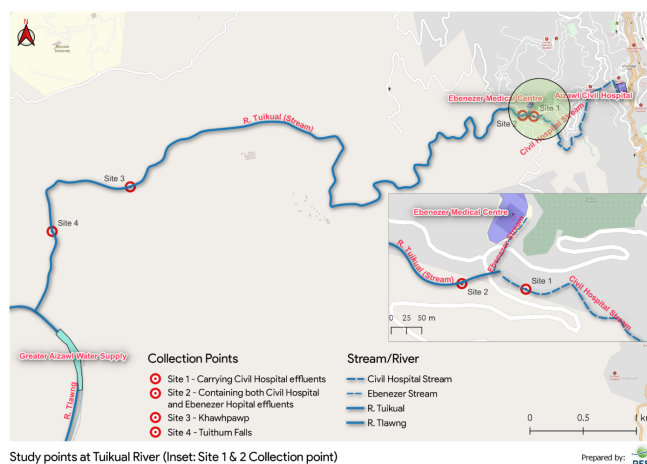 N
Ebenezer Medical Centre
Aizawl Civil Hospital
Site 1
Site 2
Civil Hospital Stream
R. Tuikual (Stream)
Site 3
Site 4
Ebenezer Medical Centre
Ebenezer Stream
R. Tuikual (Stream)
Site 1
Site 2
Civil Hospital Stream
0 25 50 m
Greater Aizawl Water Supply
R. Tlawng
Collection Points
Site 1 - Carrying Civil Hospital effluents
Site 2 - Containing both Civil Hospital
and Ebenezer Hopital effluents
Site 3 - Khawhpawp
Site 4 - Tuithum Falls
Stream/River
Civil Hospital Stream
Ebenezer Stream
R. Tuikual
R. Tlawng
0 0.5 1 k
Study points at Tuikual River (Inset: Site 1 & 2 Collection point)
Prepared by: